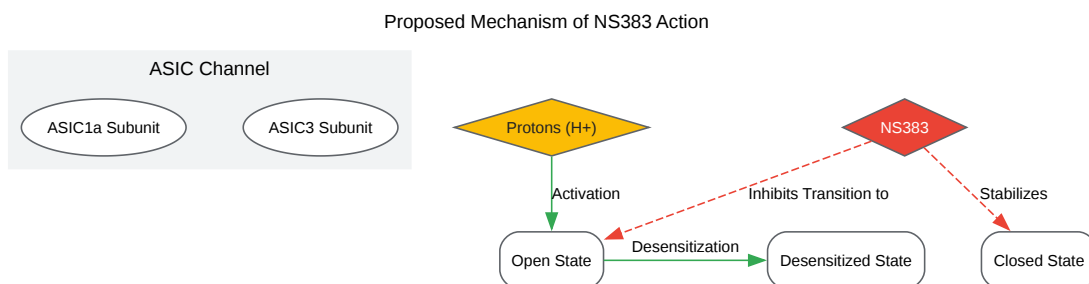 Proposed Mechanism of NS383 Action
ASIC Channel
ASIC1a Subunit
ASIC3 Subunit
Protons (H+)
NS383
Activation
Inhibits Transition to
Stabilizes
Open State
Desensitization
Desensitized State
Closed State